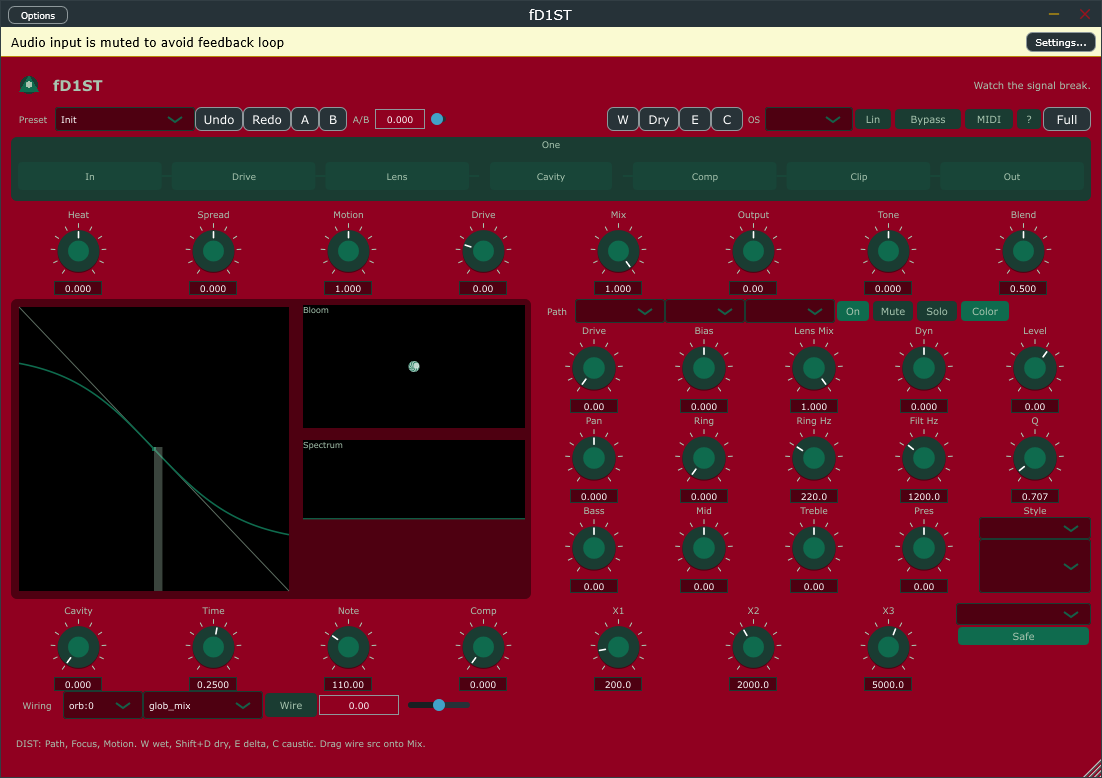 Options
fD1ST
Audio input is muted to avoid feedback loop
Settings...
fD1ST
Watch the signal break.
Preset Init Undo Redo A B A/B 0.000 W Dry E C OS Lin Bypass MIDI ? Full
One
In Drive Lens Cavity Comp Clip Out
Heat Spread Motion Drive Mix Output Tone Blend
0.000 0.000 1.000 0.00 1.000 0.00 0.000 0.500
Bloom
Spectrum
Path On Mute Solo Color
Drive Bias Lens Mix Dyn Level
0.00 0.000 1.000 0.000 0.00
Pan Ring Ring Hz Filt Hz Q
0.000 0.000 220.0 1200.0 0.707
Bass Mid Treble Pres Style
0.00 0.00 0.00 0.00
Cavity Time Note Comp X1 X2 X3
Safe
0.000 0.2500 110.00 0.000 200.0 2000.0 5000.0
Wiring orb:0 glob_mix Wire 0.00
DIST: Path, Focus, Motion. W wet, Shift+D dry, E delta, C caustic. Drag wire src onto Mix.